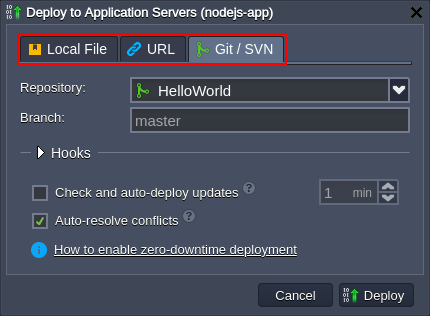 Deploy to Application Servers (nodejs-app)
Local File
URL
Git / SVN
Repository:
HelloWorld
Branch:
master
Hooks
Check and auto-deploy updates ?
1 min
Auto-resolve conflicts ?
How to enable zero-downtime deployment
Cancel
Deploy